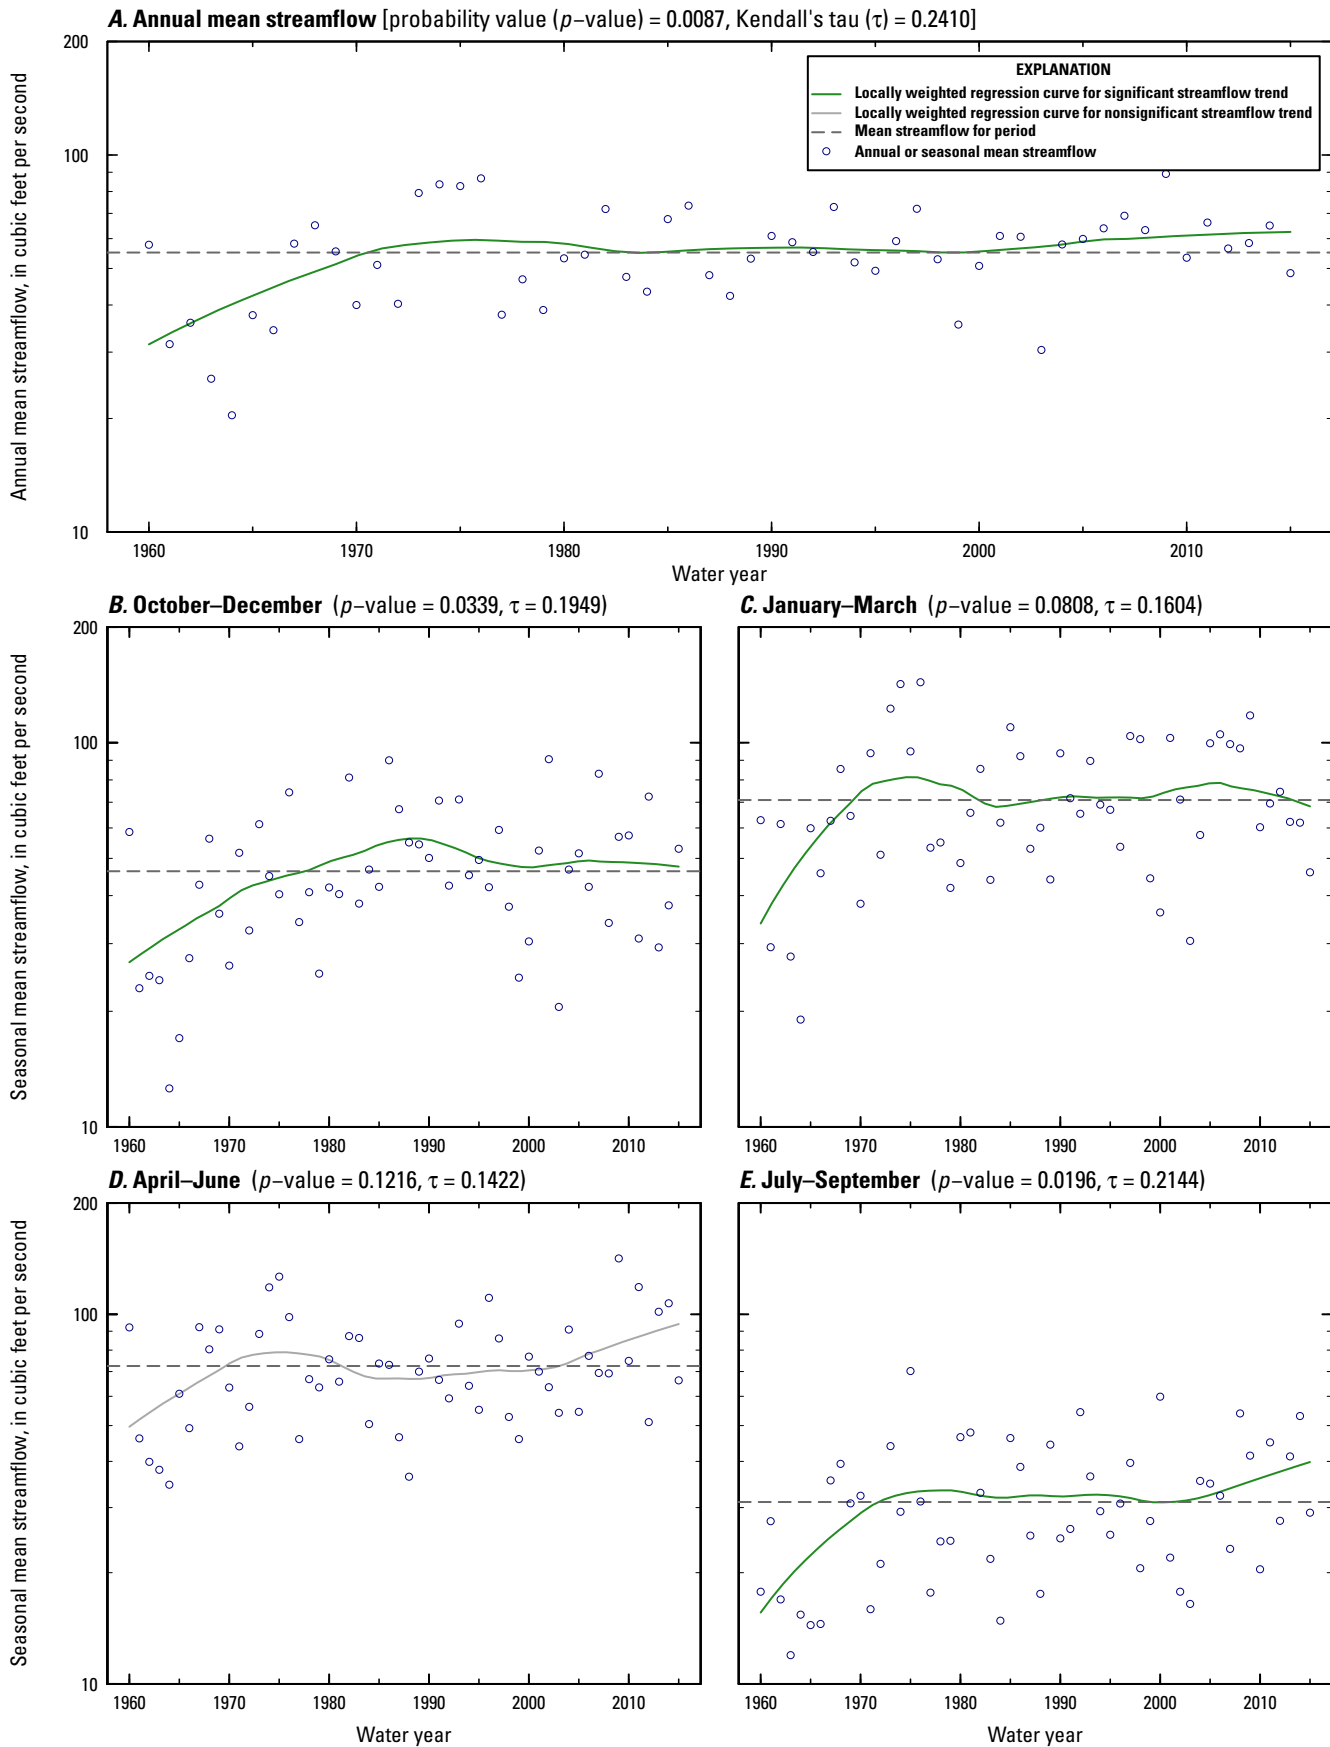 A. Annual mean streamflow [probability value (p−value) = 0.0087, Kendall's tau (τ) = 0.2410]
200
100
10
Annual mean streamflow, in cubic feet per second
EXPLANATION
Locally weighted regression curve for significant streamflow trend
Locally weighted regression curve for nonsignificant streamflow trend
Mean streamflow for period
Annual or seasonal mean streamflow
1960 1970 1980 1990 2000 2010
Water year
B. October–December (p−value = 0.0339, τ = 0.1949)
200
100
10
Seasonal mean streamflow, in cubic feet per second
1960 1970 1980 1990 2000 2010
C. January–March (p−value = 0.0808, τ = 0.1604)
1960 1970 1980 1990 2000 2010
D. April–June (p−value = 0.1216, τ = 0.1422)
200
100
10
Seasonal mean streamflow, in cubic feet per second
1960 1970 1980 1990 2000 2010
Water year
E. July–September (p−value = 0.0196, τ = 0.2144)
1960 1970 1980 1990 2000 2010
Water year